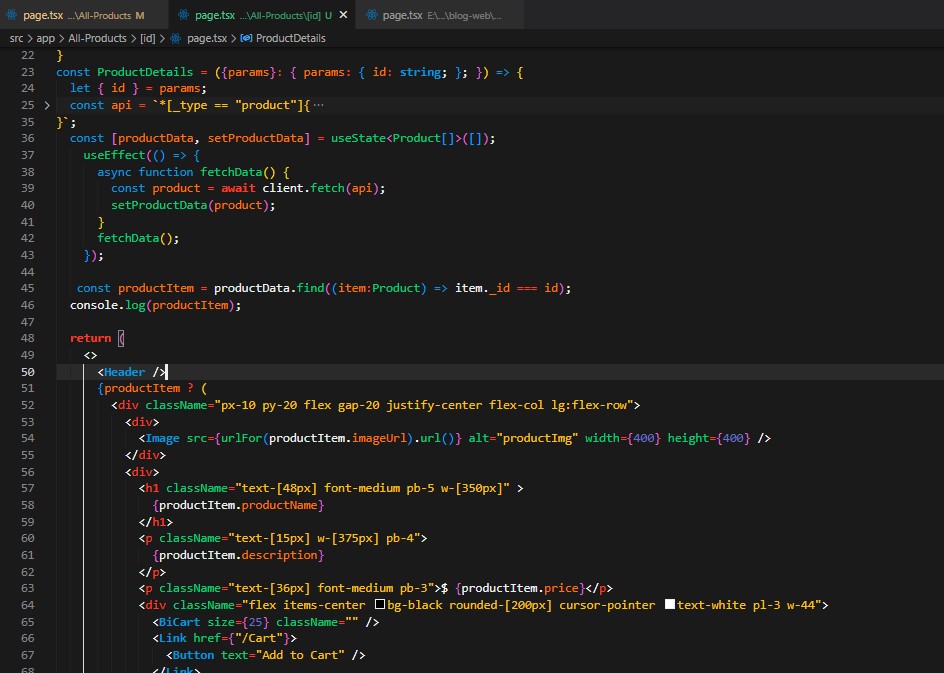 page.tsx ...\All-Products M
page.tsx ...\All-Products\[id] U
page.tsx E:\...\blog-web\...
src > app > All-Products > [id] > page.tsx > ProductDetails
22 }
23 const ProductDetails = ({params}: { params: { id: string; }; }) => {
24 let { id } = params;
25 > const api = `*[_type == "product"]{ ···
35 }`;
36 const [productData, setProductData] = useState<Product[]>([]);
37 useEffect(() => {
38 async function fetchData() {
39 const product = await client.fetch(api);
40 setProductData(product);
41 }
42 fetchData();
43 });
44
45 const productItem = productData.find((item:Product) => item._id === id);
46 console.log(productItem);
47
48 return (
49 <>
50 <Header />
51 {productItem ? (
52 <div className="px-10 py-20 flex gap-20 justify-center flex-col lg:flex-row">
53 <div>
54 <Image src={urlFor(productItem.imageUrl).url()} alt="productImg" width={400} height={400} />
55 </div>
56 <div>
57 <h1 className="text-[48px] font-medium pb-5 w-[350px]" >
58 {productItem.productName}
59 </h1>
60 <p className="text-[15px] w-[375px] pb-4">
61 {productItem.description}
62 </p>
63 <p className="text-[36px] font-medium pb-3">$ {productItem.price}</p>
64 <div className="flex items-center bg-black rounded-[200px] cursor-pointer text-white pl-3 w-44">
65 <BiCart size={25} className="" />
66 <Link href={"/Cart"}>
67 <Button text="Add to Cart" />
68 </Link>